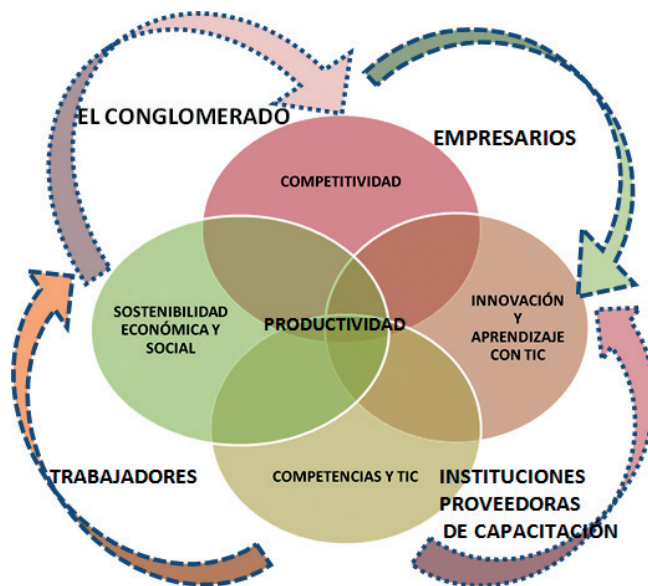 EL CONGLOMERADO
EMPRESARIOS
COMPETITIVIDAD
SOSTENIBILIDAD
ECONÓMICA Y
SOCIAL
PRODUCTIVIDAD
INNOVACIÓN
Y
APRENDIZAJE
CON TIC
TRABAJADORES
COMPETENCIAS Y TIC
INSTITUCIONES
PROVEEDORAS
DE CAPACITACIÓN